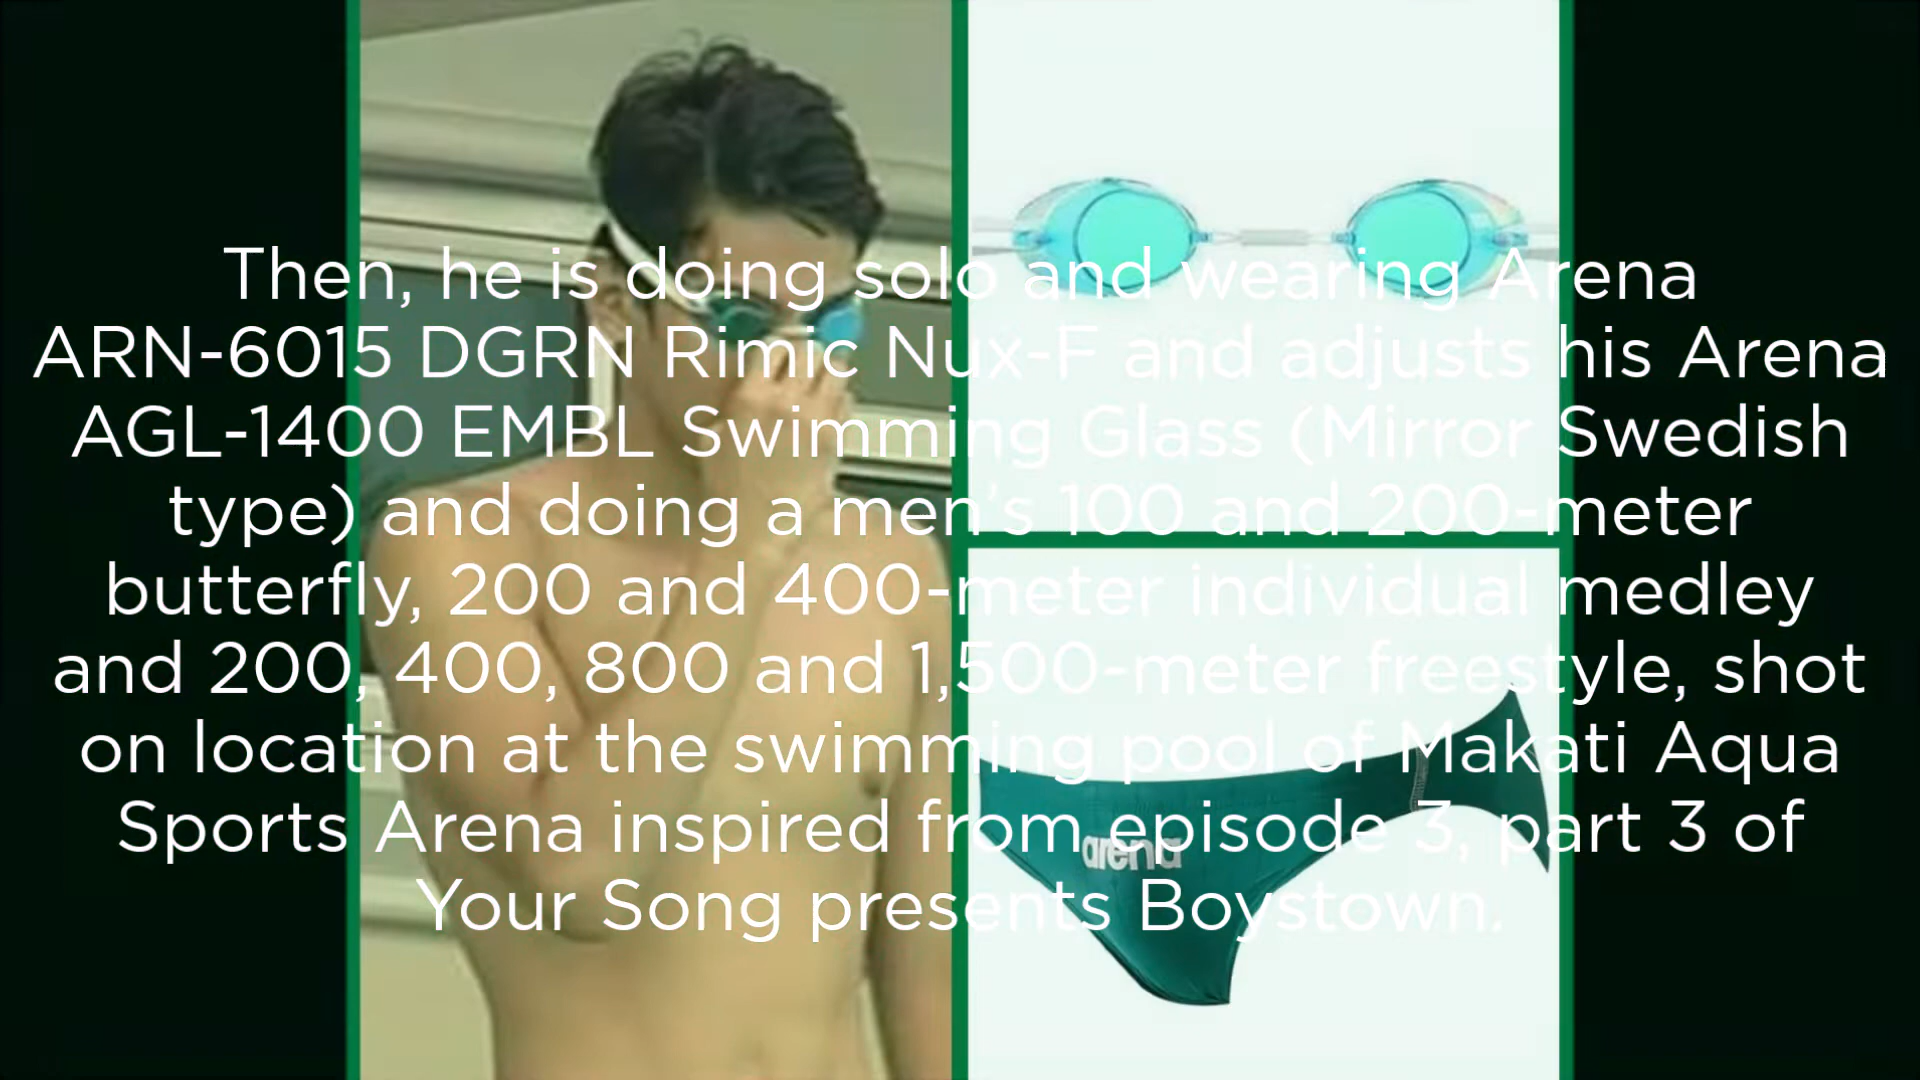 Then, he is doing solo and wearing Arena
ARN-6015 DGRN Rimic Nux-F and adjusts his Arena
AGL-1400 EMBL Swimming Glass (Mirror Swedish
type) and doing a men's 100 and 200-meter
butterfly, 200 and 400-meter individual medley
and 200, 400, 800 and 1,500-meter freestyle, shot
on location at the swimming pool of Makati Aqua
Sports Arena inspired from episode 3, part 3 of
arena
Your Song presents Boystown.